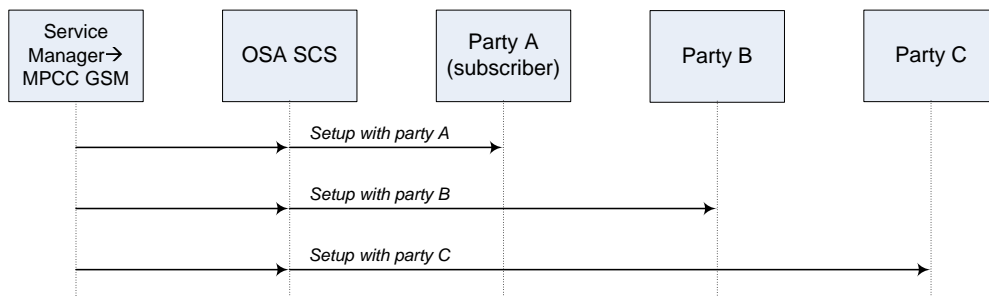 Service
Manager→
MPCC GSM
OSA SCS
Party A
(subscriber)
Party B
Party C
Setup with party A
Setup with party B
Setup with party C